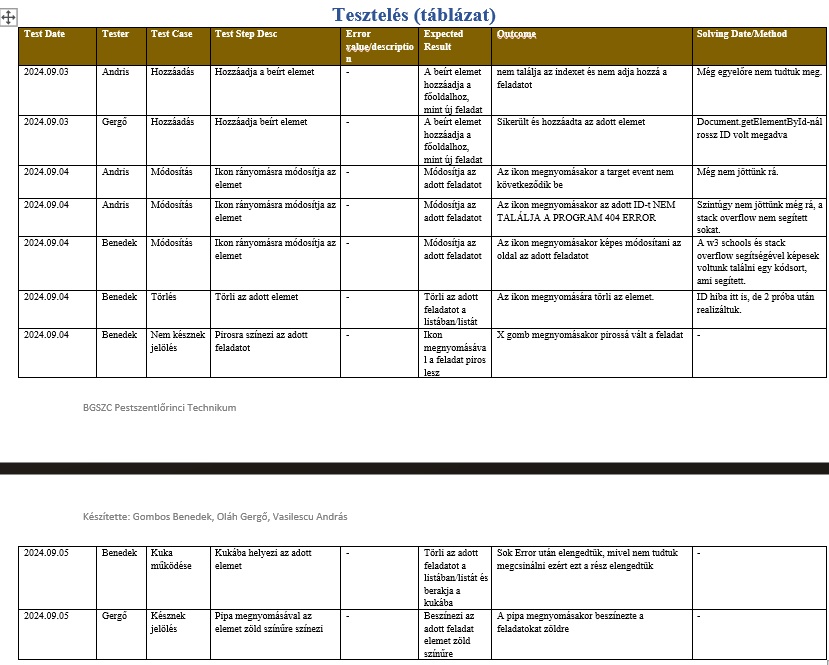 Tesztelés (táblázat)
Test Date Tester Test Case Test Step Desc Error value/description Expected Result Outcome Solving Date/Method
2024.09.03 Andris Hozzáadás Hozzáadja a beírt elemet - A beírt elemet hozzáadja a főoldalhoz, mint új feladat nem találja az indexet és nem adja hozzá a feladatot Még egyelőre nem tudtuk meg.
2024.09.03 Gergő Hozzáadás Hozzáadja beírt elemet - A beírt elemet hozzáadja a főoldalhoz, mint új feladat Sikerült és hozzáadta az adott elemet Document.getElementById-nál rossz ID volt megadva
2024.09.04 Andris Módosítás Ikon rányomásra módosítja az elemet - Módosítja az adott feladatot Az ikon megnyomásakor a target event nem következödik be Még nem jöttünk rá.
2024.09.04 Andris Módosítás Ikon rányomásra módosítja az elemet - Módosítja az adott feladatot Az ikon megnyomásakor az adott ID-t NEM TALÁLJA A PROGRAM 404 ERROR Szintúgy nem jöttünk még rá, a stack overflow nem segített sokat.
2024.09.04 Benedek Módosítás Ikon rányomásra módosítja az elemet - Módosítja az adott feladatot Az ikon megnyomásakor képes módosítani az oldal az adott feladatot A w3 schools és stack overflow segítségével képesek voltunk találni egy kódsort, ami segített.
2024.09.04 Benedek Törlés Törli az adott elemet - Törli az adott feladatot a listában/listát Az ikon megnyomására törli az elemet. ID hiba itt is, de 2 próba után realizáltuk.
2024.09.04 Benedek Nem késznek jelölés Pirosra színezi az adott feladatot - Ikon megnyomásával a feladat piros lesz X gomb megnyomásakor pirossá vált a feladat -
BGSZC Pestszentlőrinci Technikum
Készítette: Gombos Benedek, Oláh Gergő, Vasilescu András
2024.09.05 Benedek Kuka működése Kukába helyezi az adott elemet - Törli az adott feladatot a listában/listát és berakja a kukába Sok Error után elengedtük, mivel nem tudtuk megcsinálni ezért ezt a rész elengedtük -
2024.09.05 Gergő Késznek jelölés Pipa megnyomásával az elemet zöld színűre színezi - Beszínezi az adott feladat elemet zöld színűre A pipa megnyomásakor beszínezte a feladatokat zöldre -